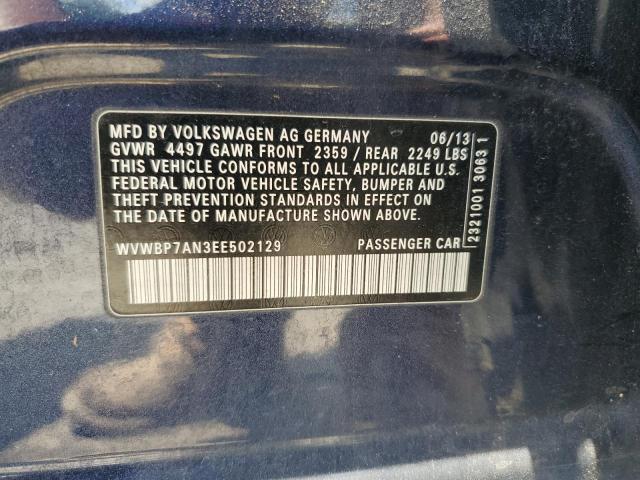 MFD BY VOLKSWAGEN AG GERMANY 06/13
GVWR 4497 GAWR FRONT 2359 / REAR 2249 LBS
THIS VEHICLE CONFORMS TO ALL APPLICABLE U.S.
FEDERAL MOTOR VEHICLE SAFETY, BUMPER AND
THEFT PREVENTION STANDARDS IN EFFECT ON
THE DATE OF MANUFACTURE SHOWN ABOVE.
WVWBP7AN3EE502129 PASSENGER CAR
2321001 3063 1